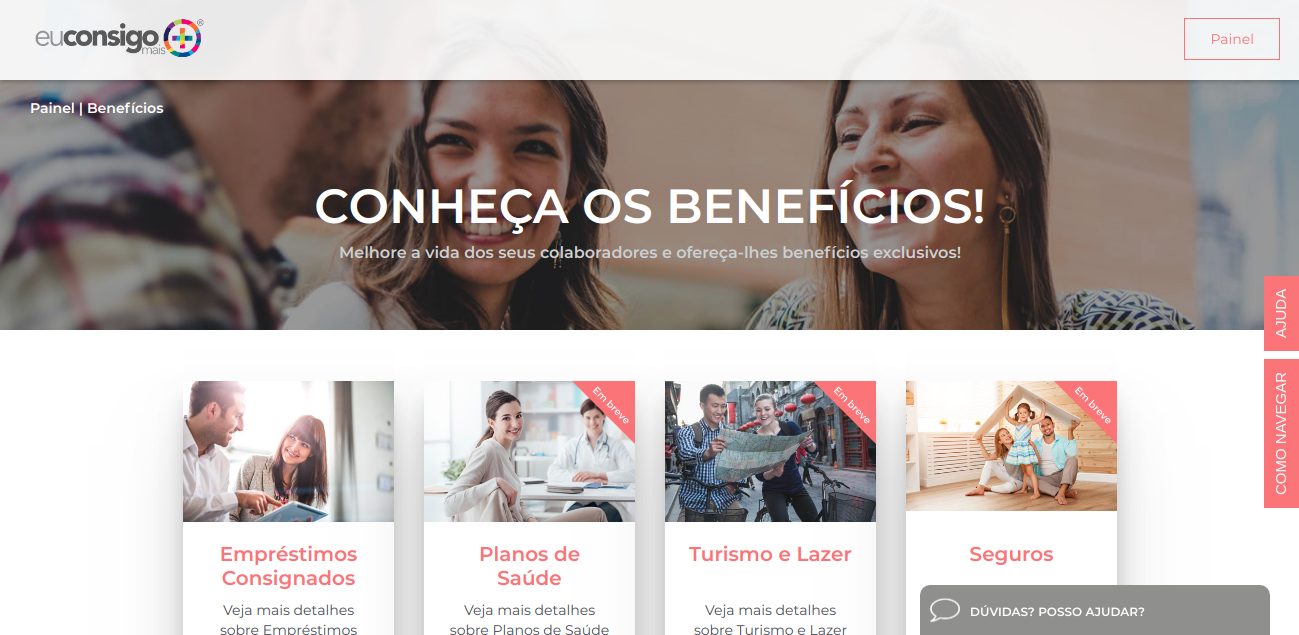 euconsigo
mais
®
Painel
Painel | Benefícios
CONHEÇA OS BENEFÍCIOS!
Melhore a vida dos seus colaboradores e ofereça-lhes benefícios exclusivos!
AJUDA
COMO NAVEGAR
Em breve
Em breve
Em breve
Empréstimos
Consignados
Veja mais detalhes
sobre Empréstimos
Planos de
Saúde
Veja mais detalhes
sobre Planos de Saúde
Turismo e Lazer
Veja mais detalhes
sobre Turismo e Lazer
Seguros
DÚVIDAS? POSSO AJUDAR?